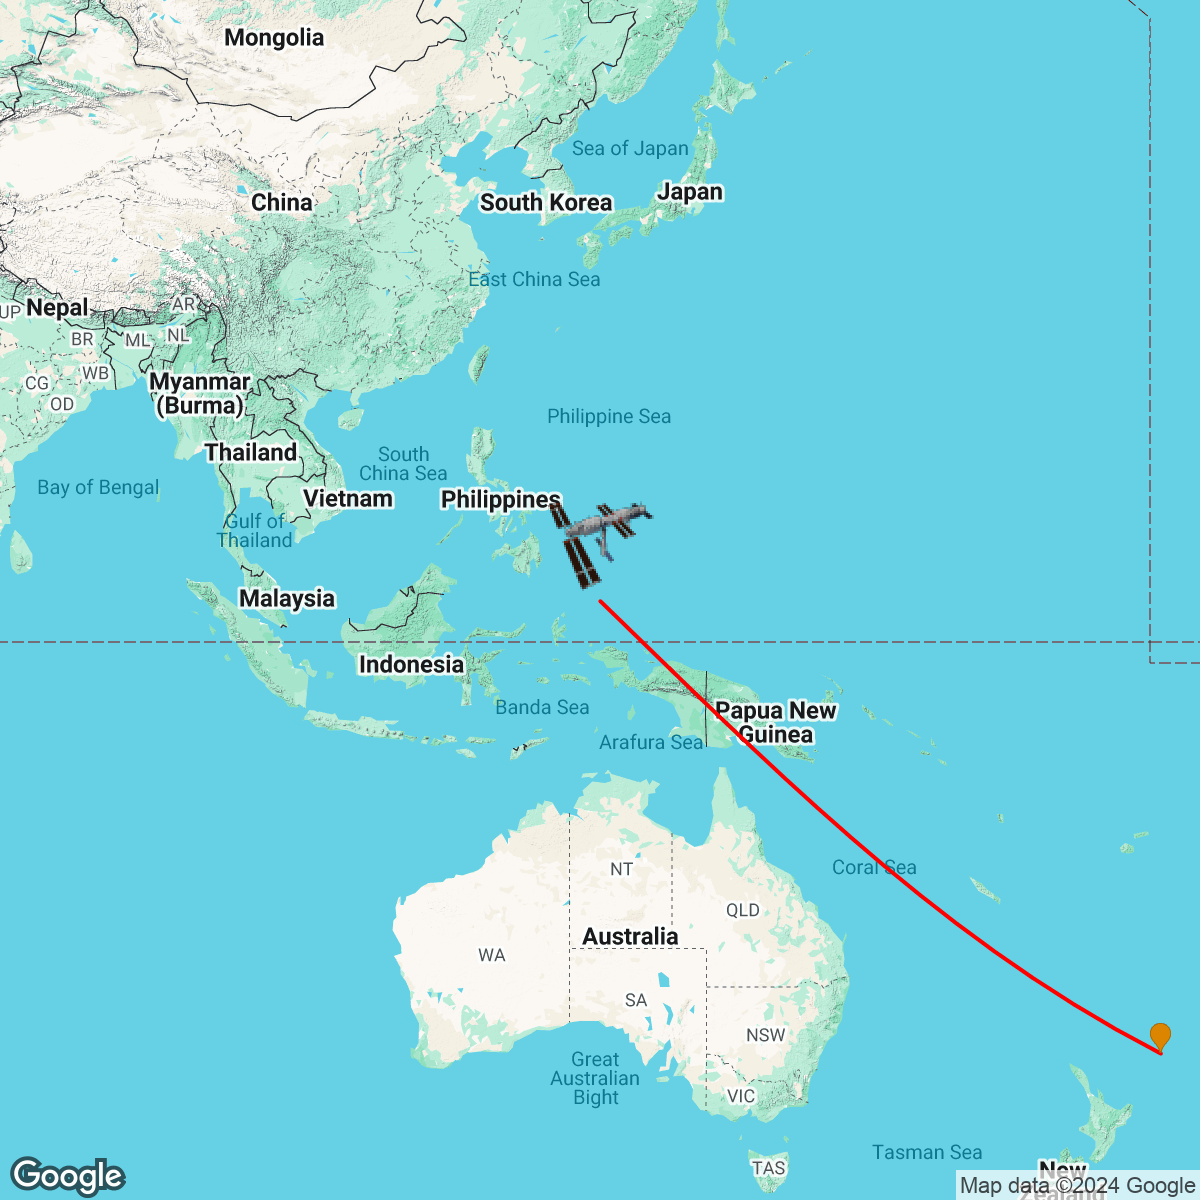 Mongolia
Sea of Japan
Japan
China
South Korea
East China Sea
Nepal
UP
AR
BR
ML
NL
WB
CG
OD
Myanmar
(Burma)
Philippine Sea
Thailand
South
China Sea
Bay of Bengal
Vietnam
Philippines
Gulf of
Thailand
Malaysia
Indonesia
Banda Sea
Papua New
Guinea
Arafura Sea
Coral Sea
NT
QLD
Australia
WA
SA
NSW
Great
Australian
Bight
VIC
Tasman Sea
TAS
New
Zealand
Google
Map data ©2024 Google